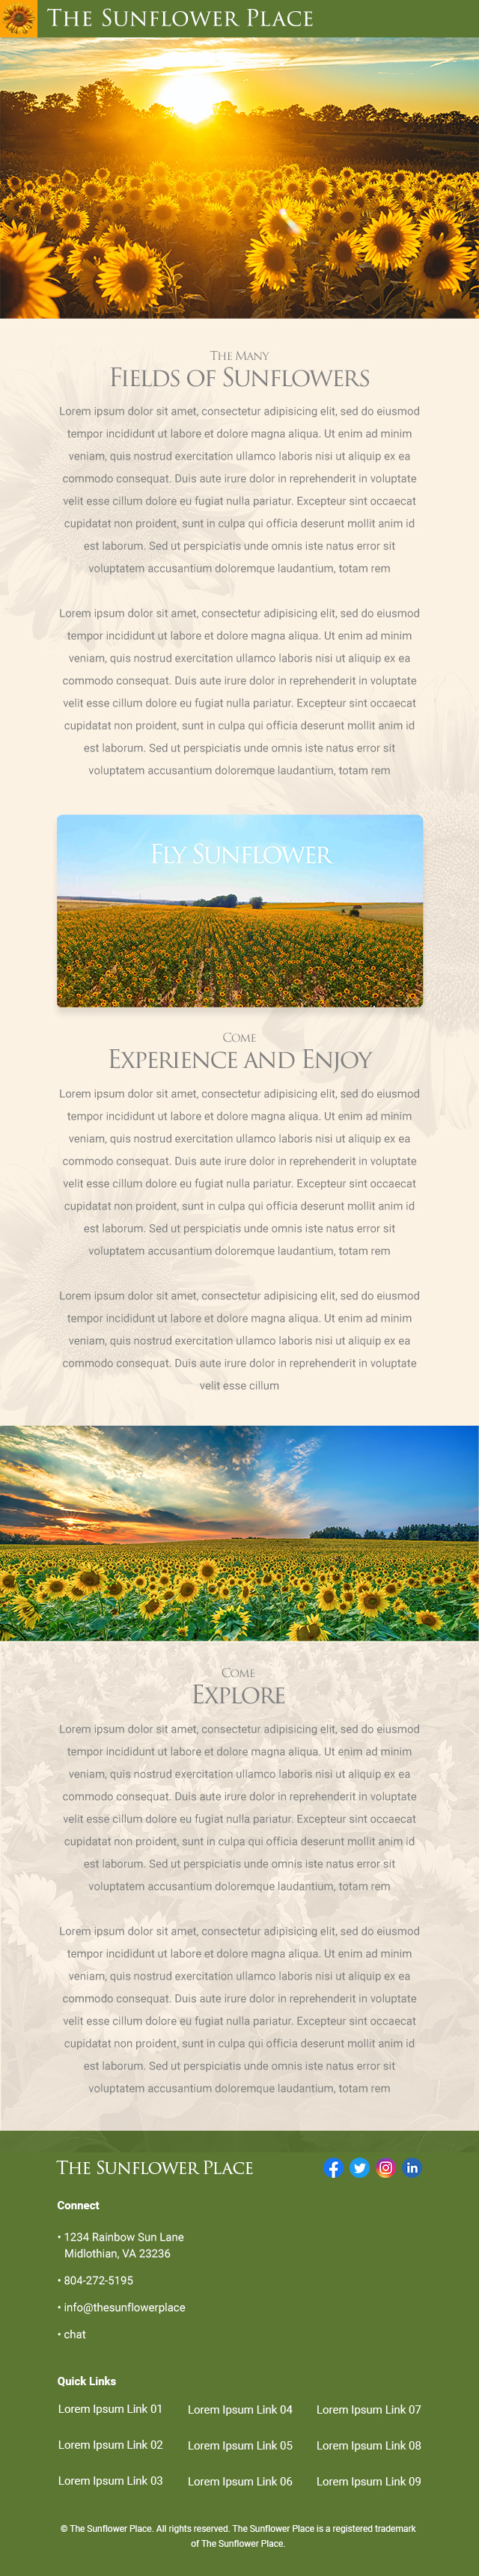 The Sunflower Place
The Many
Fields of Sunflowers
Lorem ipsum dolor sit amet, consectetur adipisicing elit, sed do eiusmod
tempor incididunt ut labore et dolore magna aliqua. Ut enim ad minim
veniam, quis nostrud exercitation ullamco laboris nisi ut aliquip ex ea
commodo consequat. Duis aute irure dolor in reprehenderit in voluptate
velit esse cillum dolore eu fugiat nulla pariatur. Excepteur sint occaecat
cupidatat non proident, sunt in culpa qui officia deserunt mollit anim id
est laborum. Sed ut perspiciatis unde omnis iste natus error sit
voluptatem accusantium doloremque laudantium, totam rem
Lorem ipsum dolor sit amet, consectetur adipisicing elit, sed do eiusmod
tempor incididunt ut labore et dolore magna aliqua. Ut enim ad minim
veniam, quis nostrud exercitation ullamco laboris nisi ut aliquip ex ea
commodo consequat. Duis aute irure dolor in reprehenderit in voluptate
velit esse cillum dolore eu fugiat nulla pariatur. Excepteur sint occaecat
cupidatat non proident, sunt in culpa qui officia deserunt mollit anim id
est laborum. Sed ut perspiciatis unde omnis iste natus error sit
voluptatem accusantium doloremque laudantium, totam rem
Fly Sunflower
Come
Experience and Enjoy
Lorem ipsum dolor sit amet, consectetur adipisicing elit, sed do eiusmod
tempor incididunt ut labore et dolore magna aliqua. Ut enim ad minim
veniam, quis nostrud exercitation ullamco laboris nisi ut aliquip ex ea
commodo consequat. Duis aute irure dolor in reprehenderit in voluptate
velit esse cillum dolore eu fugiat nulla pariatur. Excepteur sint occaecat
cupidatat non proident, sunt in culpa qui officia deserunt mollit anim id
est laborum. Sed ut perspiciatis unde omnis iste natus error sit
voluptatem accusantium doloremque laudantium, totam rem
Lorem ipsum dolor sit amet, consectetur adipisicing elit, sed do eiusmod
tempor incididunt ut labore et dolore magna aliqua. Ut enim ad minim
veniam, quis nostrud exercitation ullamco laboris nisi ut aliquip ex ea
commodo consequat. Duis aute irure dolor in reprehenderit in voluptate
velit esse cillum
Come
Explore
Lorem ipsum dolor sit amet, consectetur adipisicing elit, sed do eiusmod
tempor incididunt ut labore et dolore magna aliqua. Ut enim ad minim
veniam, quis nostrud exercitation ullamco laboris nisi ut aliquip ex ea
commodo consequat. Duis aute irure dolor in reprehenderit in voluptate
velit esse cillum dolore eu fugiat nulla pariatur. Excepteur sint occaecat
cupidatat non proident, sunt in culpa qui officia deserunt mollit anim id
est laborum. Sed ut perspiciatis unde omnis iste natus error sit
voluptatem accusantium doloremque laudantium, totam rem
Lorem ipsum dolor sit amet, consectetur adipisicing elit, sed do eiusmod
tempor incididunt ut labore et dolore magna aliqua. Ut enim ad minim
veniam, quis nostrud exercitation ullamco laboris nisi ut aliquip ex ea
commodo consequat. Duis aute irure dolor in reprehenderit in voluptate
velit esse cillum dolore eu fugiat nulla pariatur. Excepteur sint occaecat
cupidatat non proident, sunt in culpa qui officia deserunt mollit anim id
est laborum. Sed ut perspiciatis unde omnis iste natus error sit
voluptatem accusantium doloremque laudantium, totam rem
The Sunflower Place
Connect
• 1234 Rainbow Sun Lane
Midlothian, VA 23236
• 804-272-5195
• info@thesunflowerplace
• chat
Quick Links
Lorem Ipsum Link 01 Lorem Ipsum Link 04 Lorem Ipsum Link 07
Lorem Ipsum Link 02 Lorem Ipsum Link 05 Lorem Ipsum Link 08
Lorem Ipsum Link 03 Lorem Ipsum Link 06 Lorem Ipsum Link 09
© The Sunflower Place. All rights reserved. The Sunflower Place is a registered trademark
of The Sunflower Place.